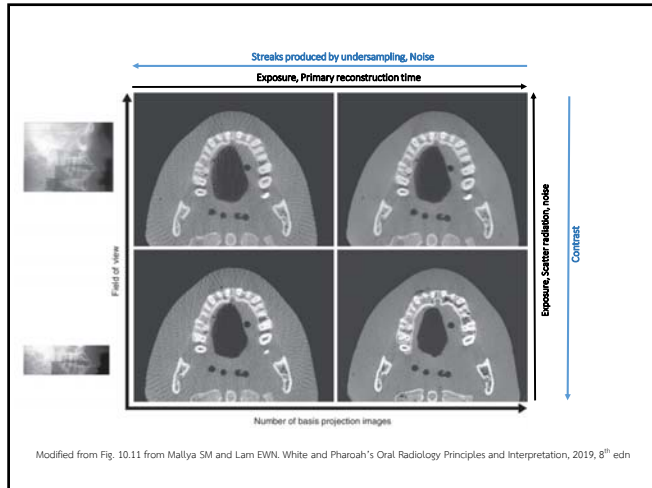 Streaks produced by undersampling, Noise
Exposure, Primary reconstruction time
Field of view
Exposure, Scatter radiation, noise
Contrast
Number of basis projection images
Modified from Fig. 10.11 from Mallya SM and Lam EWN. White and Pharoah's Oral Radiology Principles and Interpretation, 2019, 8th edn